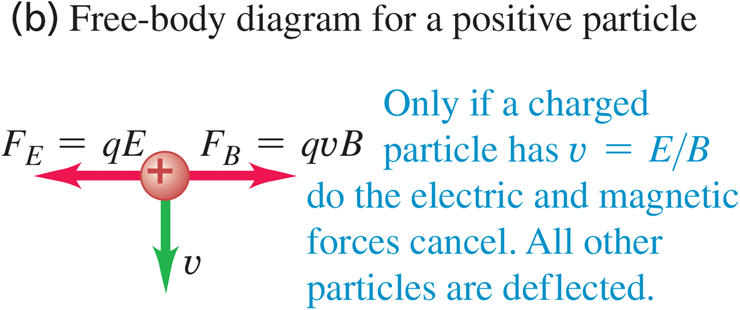 (b) Free-body diagram for a positive particle
Only if a charged
F_E = qE F_B = qvB particle has v = E/B
+
do the electric and magnetic
v forces cancel. All other
particles are deflected.